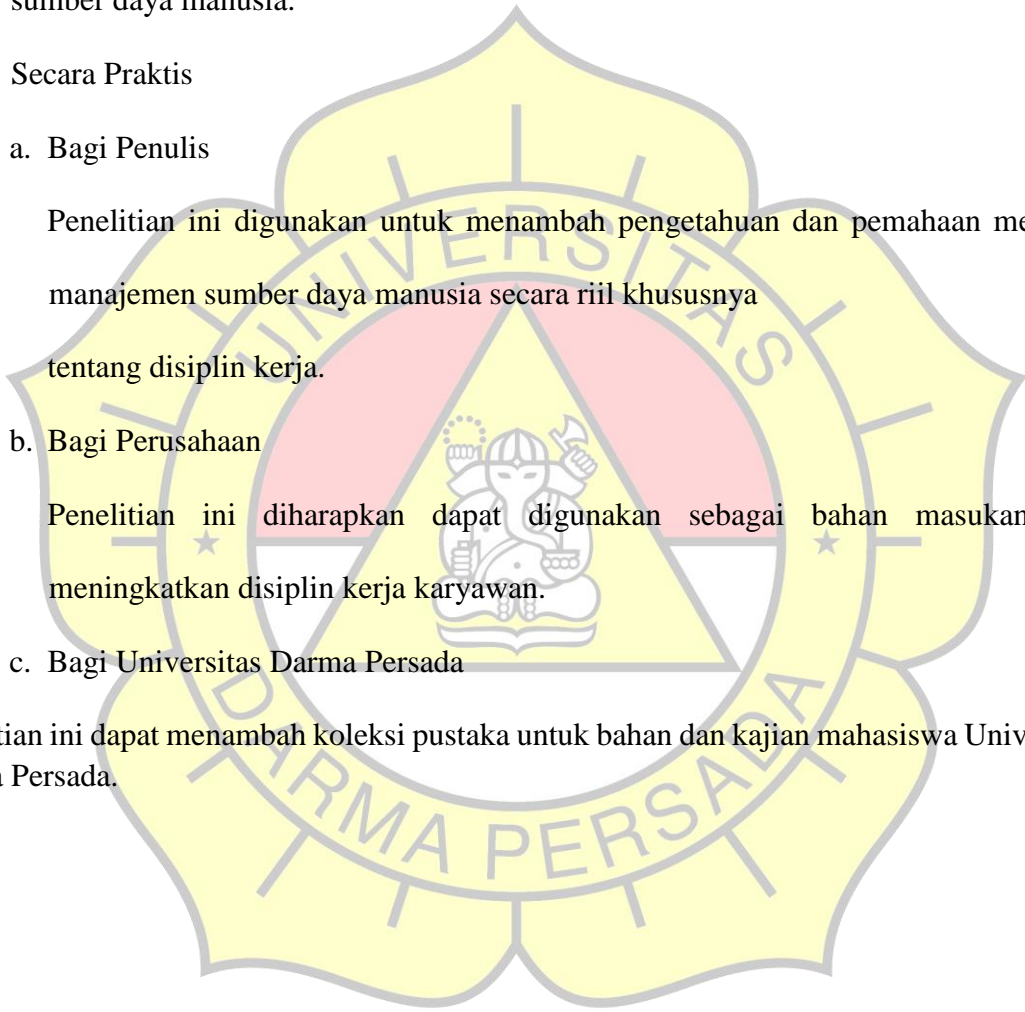 sumber daya manusia.
Secara Praktis
a. Bagi Penulis
Penelitian ini digunakan untuk menambah pengetahuan dan pemahaan
manajemen sumber daya manusia secara riil khususnya
tentang disiplin kerja.
b. Bagi Perusahaan
Penelitian ini diharapkan dapat digunakan sebagai bahan masukan
meningkatkan disiplin kerja karyawan.
c. Bagi Universitas Darma Persada
ini dapat menambah koleksi pustaka untuk bahan dan kajian mahasiswa
Persada.
UNIVERSITAS
DARMA PERSADA